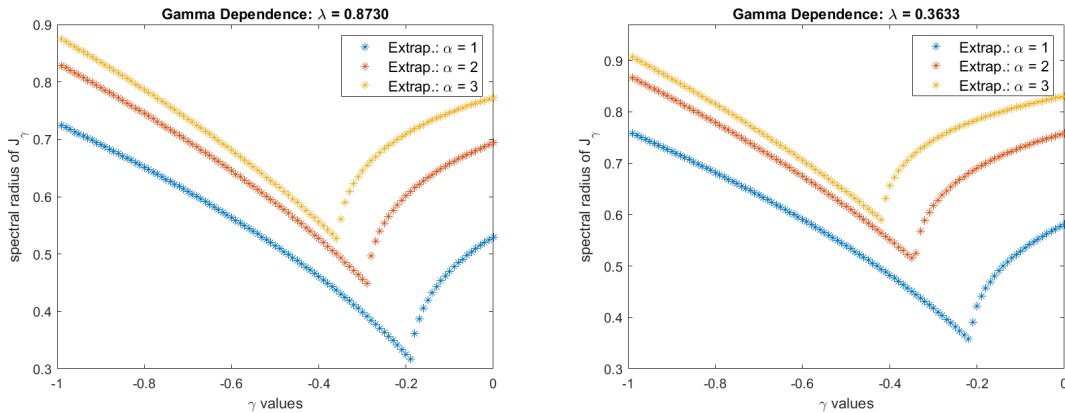 Gamma Dependence: λ = 0.8730
0.9
0.8
0.7
0.6
0.5
0.4
0.3
spectral radius of J_γ
Extrap.: α = 1
Extrap.: α = 2
Extrap.: α = 3
-1 -0.8 -0.6 -0.4 -0.2 0
γ values
Gamma Dependence: λ = 0.3633
0.9
0.8
0.7
0.6
0.5
0.4
0.3
spectral radius of J_γ
Extrap.: α = 1
Extrap.: α = 2
Extrap.: α = 3
-1 -0.8 -0.6 -0.4 -0.2 0
γ values